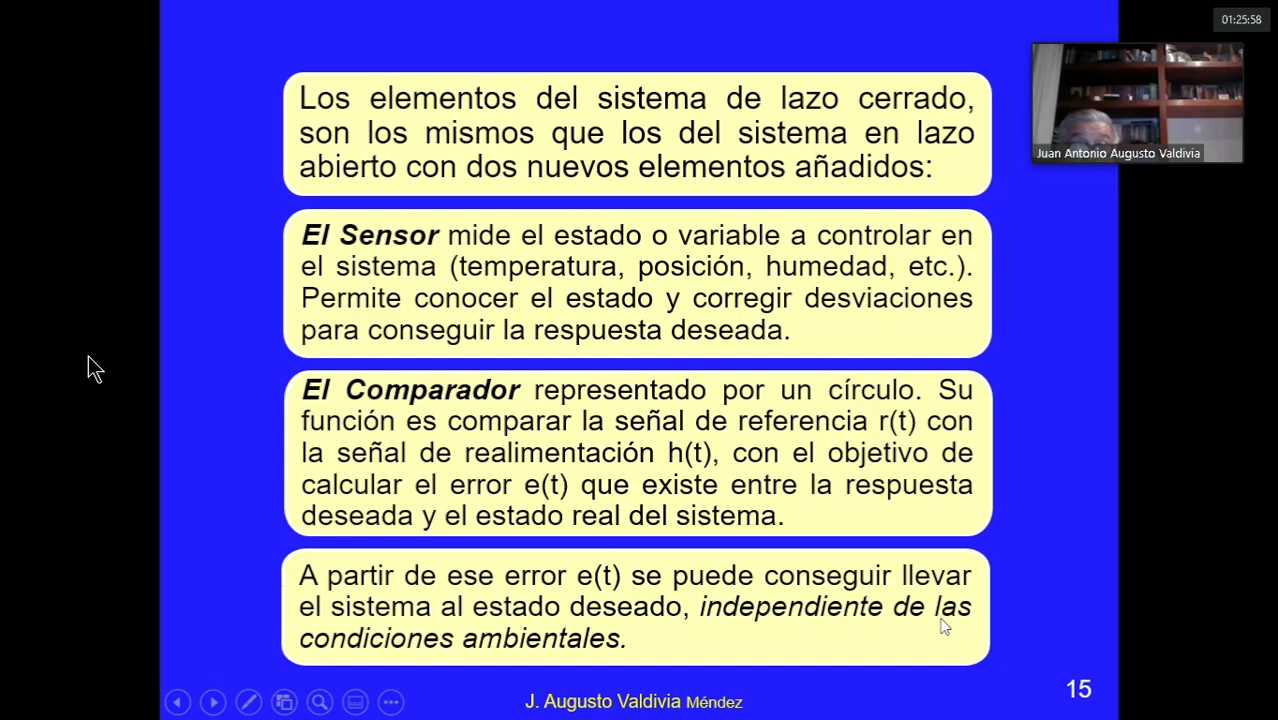 01:25:58
Juan Antonio Augusto Valdivia
Los elementos del sistema de lazo cerrado,
son los mismos que los del sistema en lazo
abierto con dos nuevos elementos añadidos:
El Sensor mide el estado o variable a controlar en
el sistema (temperatura, posición, humedad, etc.).
Permite conocer el estado y corregir desviaciones
para conseguir la respuesta deseada.
El Comparador representado por un círculo. Su
función es comparar la señal de referencia r(t) con
la señal de realimentación h(t), con el objetivo de
calcular el error e(t) que existe entre la respuesta
deseada y el estado real del sistema.
A partir de ese error e(t) se puede conseguir llevar
el sistema al estado deseado, independiente de las
condiciones ambientales.
15
J. Augusto Valdivia Méndez